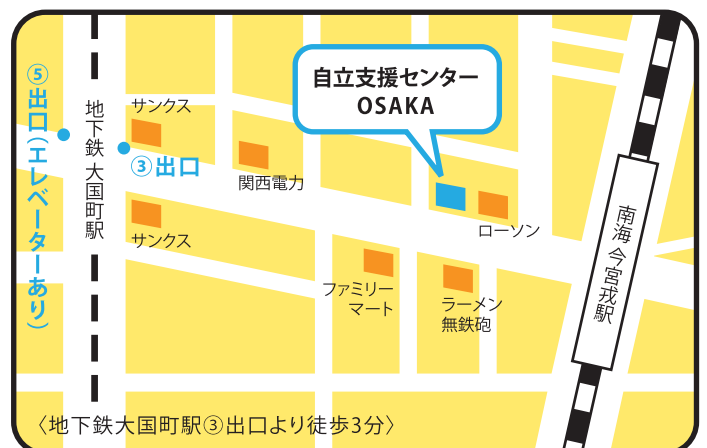 自立支援センター
OSAKA
⑤出口(エレベーターあり)
地下鉄 大国町駅
サンクス
③出口
関西電力
サンクス
ローソン
ファミリー
マート
ラーメン
無鉄砲
南海 今宮戎駅
〈地下鉄大国町駅③出口より徒歩3分〉